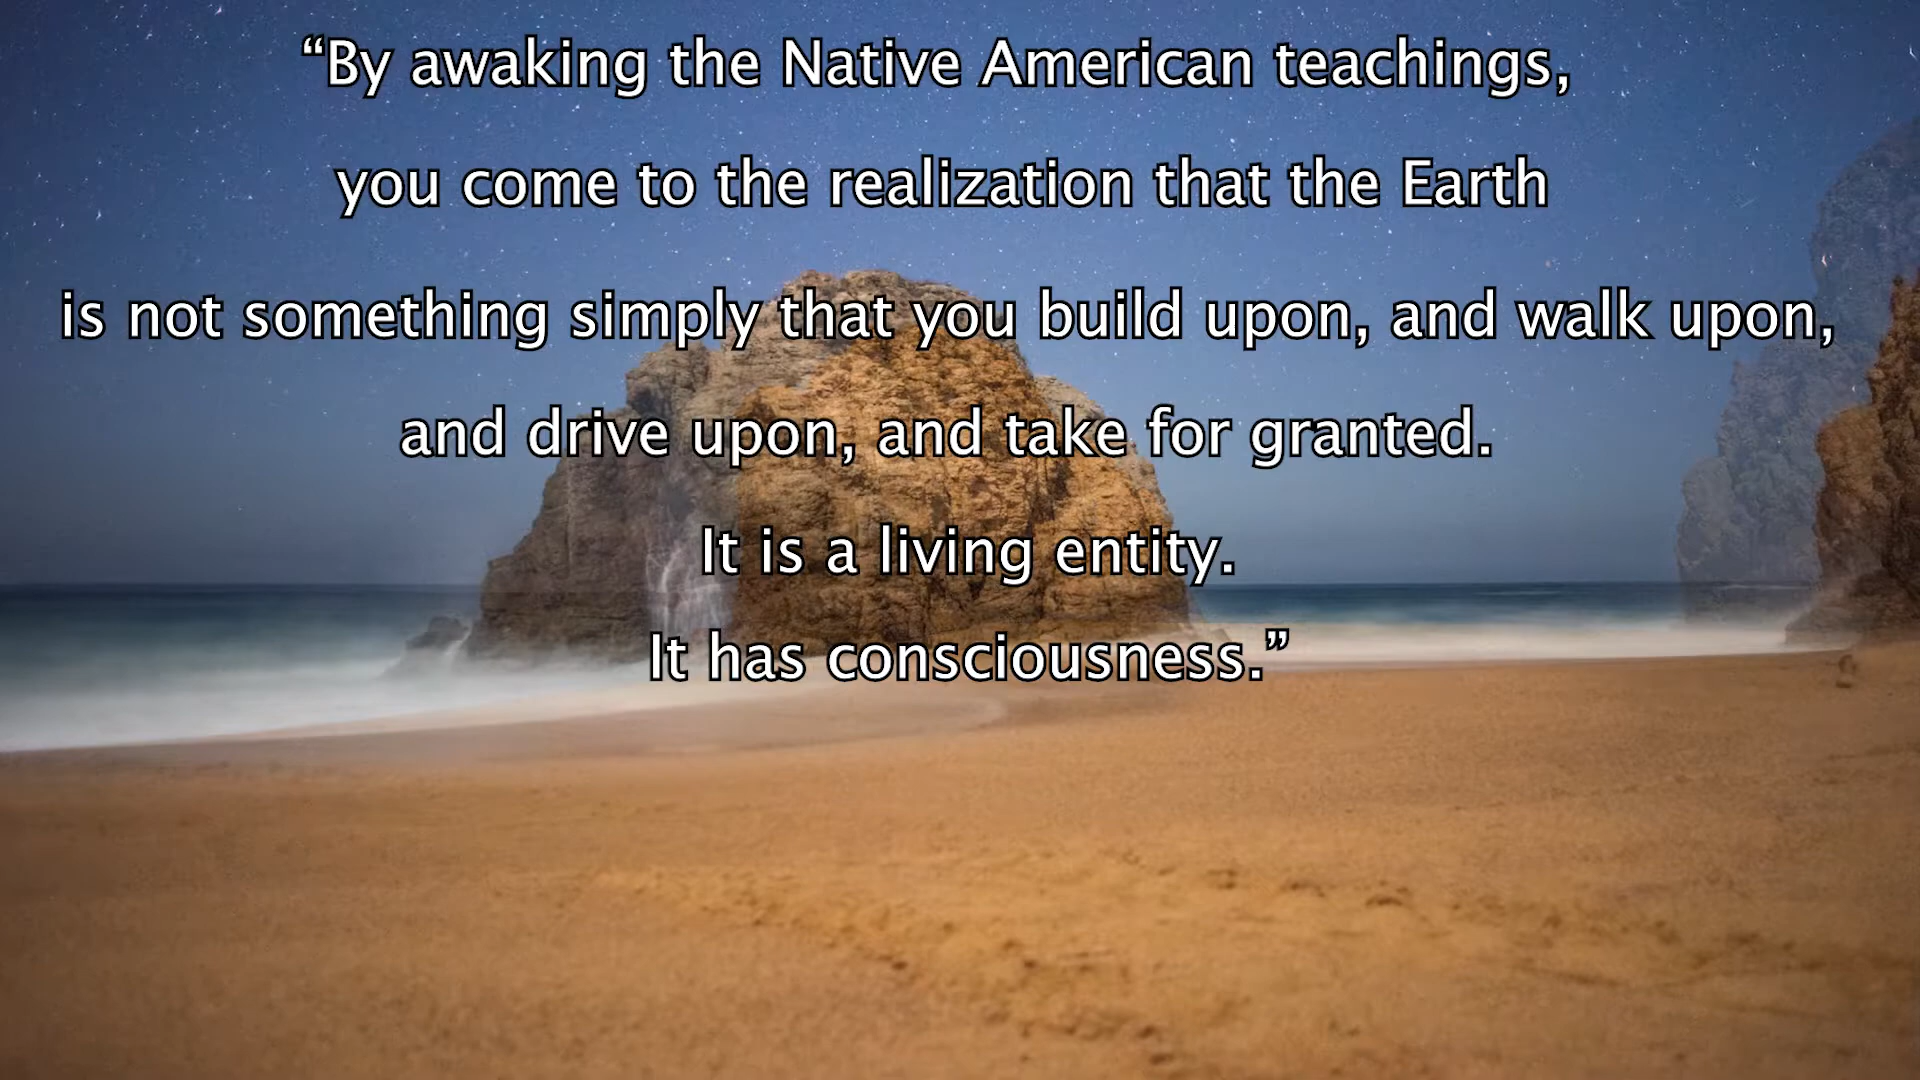 “By awaking the Native American teachings,
you come to the realization that the Earth
is not something simply that you build upon, and walk upon,
and drive upon, and take for granted.
It is a living entity.
It has consciousness.”